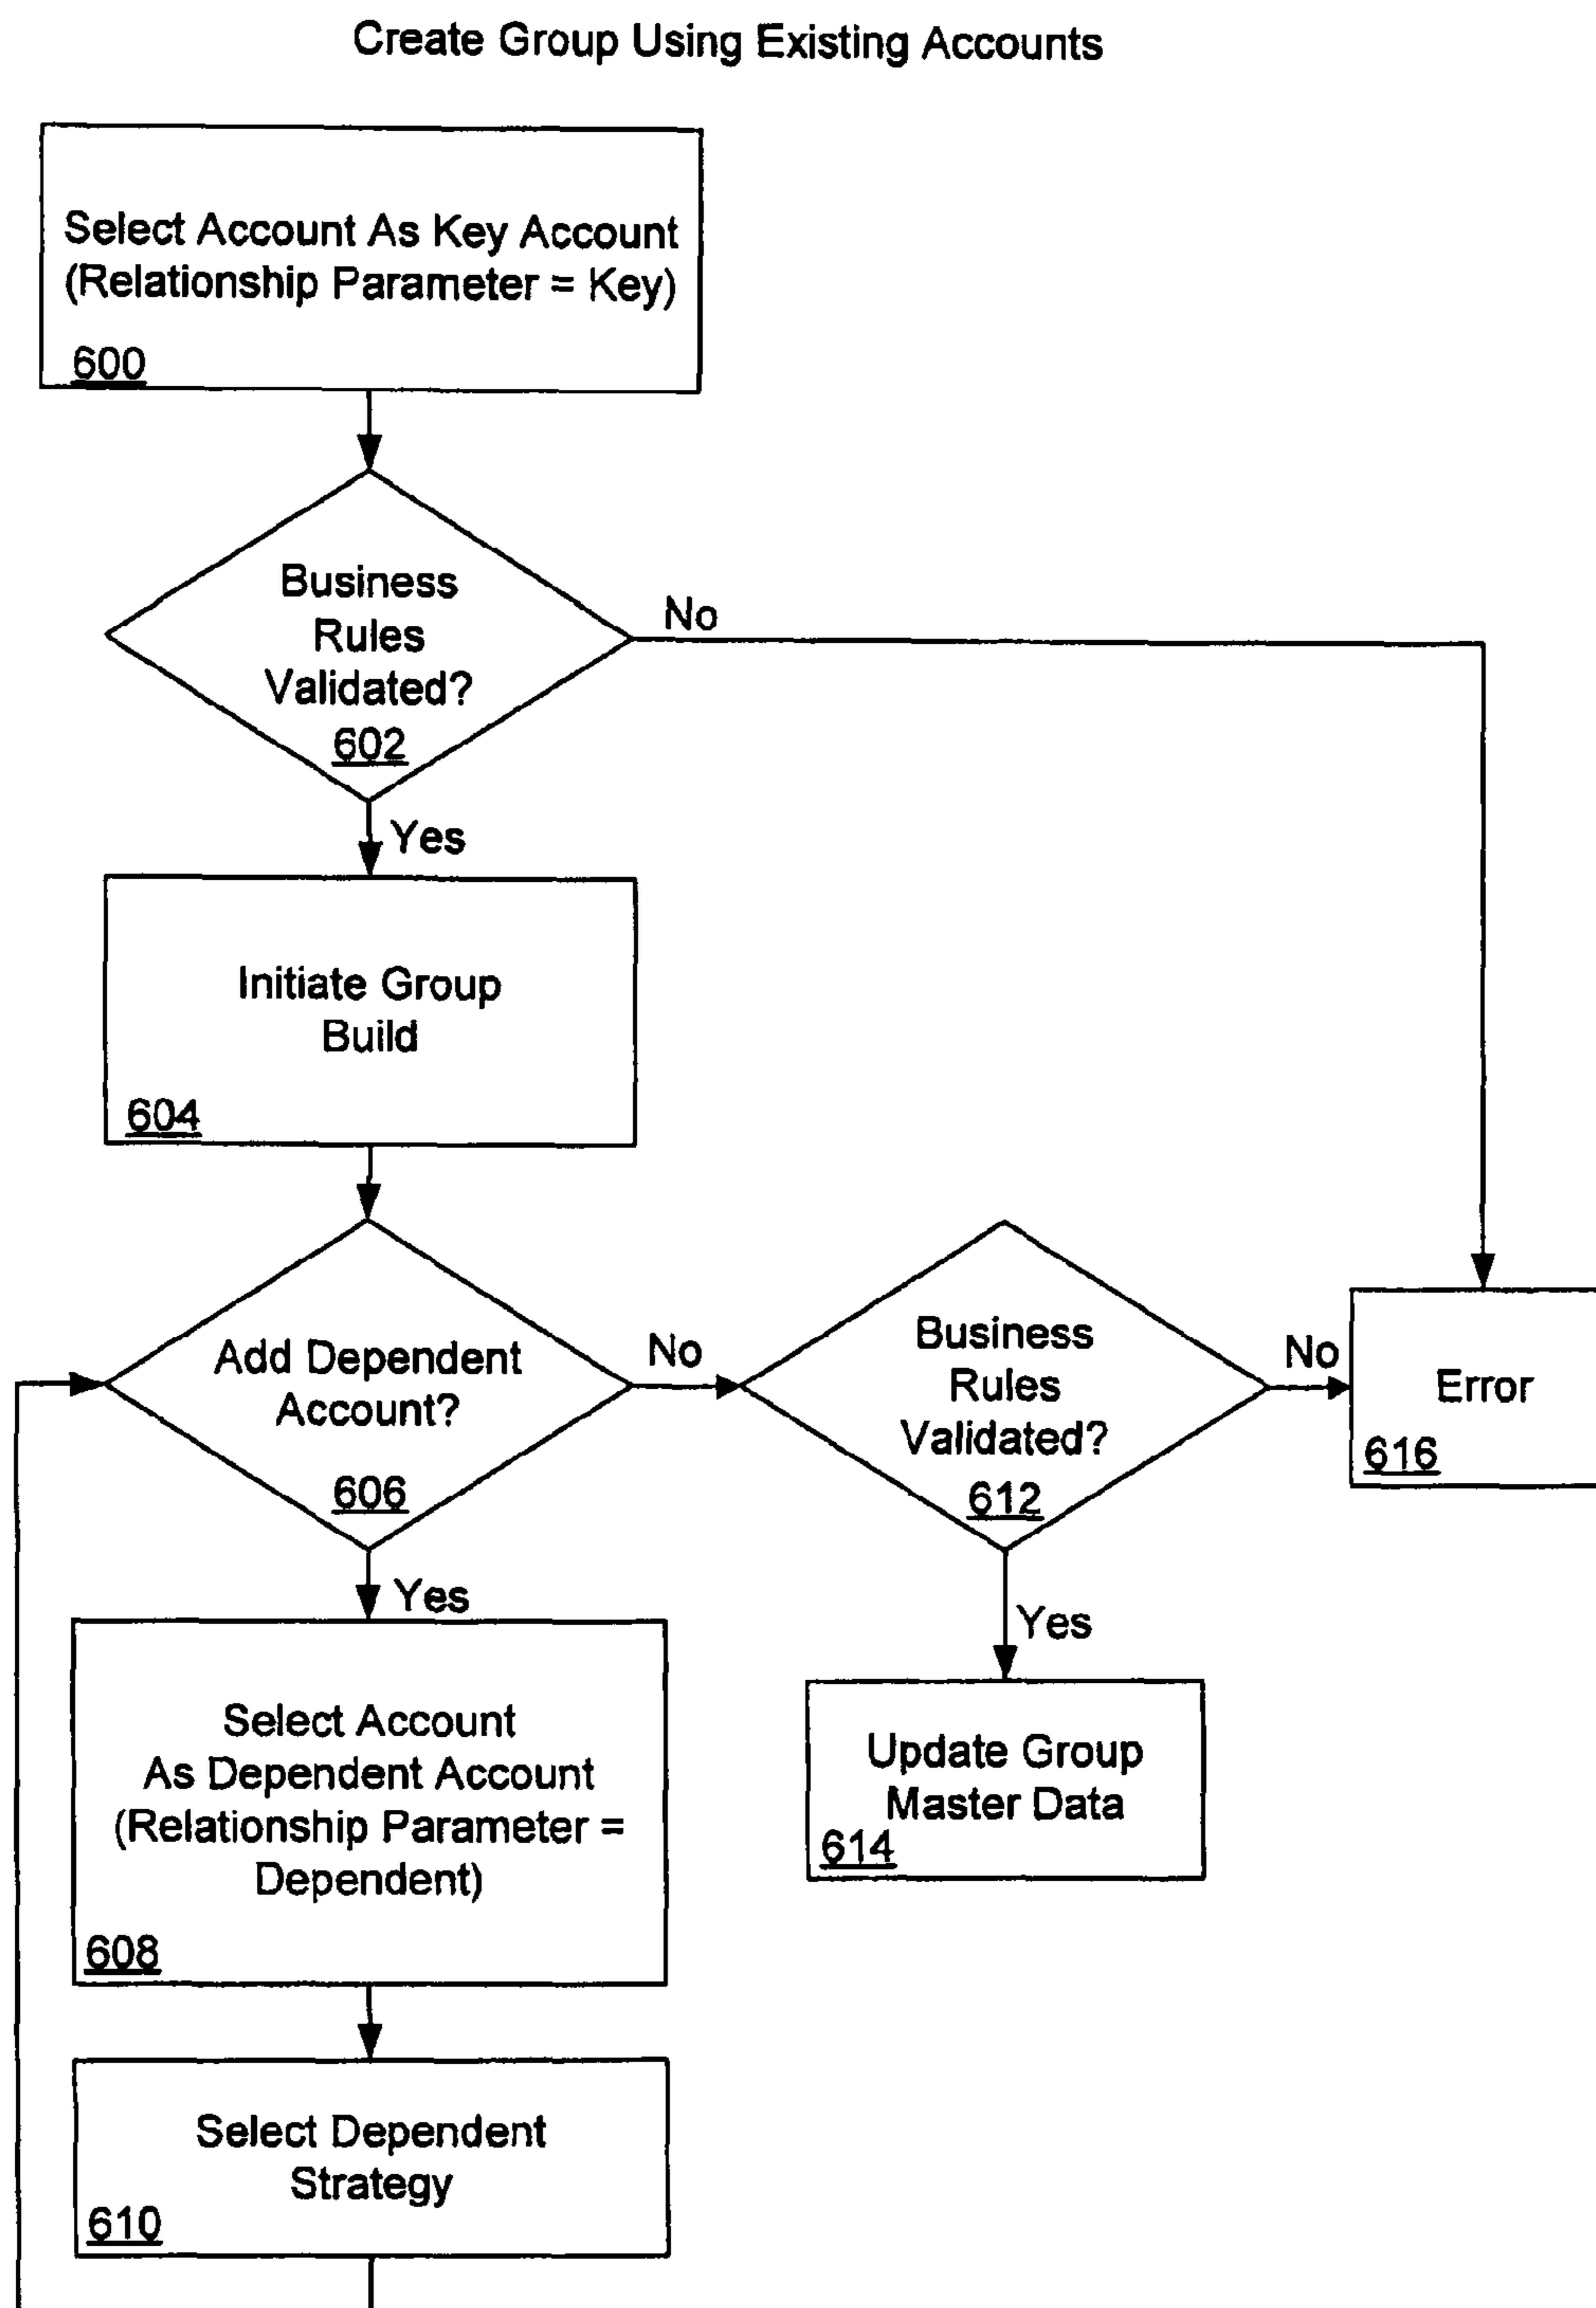 Create Group Using Existing Accounts
Select Account As Key Account
(Relationship Parameter = Key)
600
Business
Rules
Validated?
602
No
Yes
Initiate Group
Build
604
Add Dependent
Account?
606
No
Business
Rules
Validated?
612
No
Error
616
Yes
Select Account
As Dependent Account
(Relationship Parameter =
Dependent)
608
Yes
Update Group
Master Data
614
Select Dependent
Strategy
610